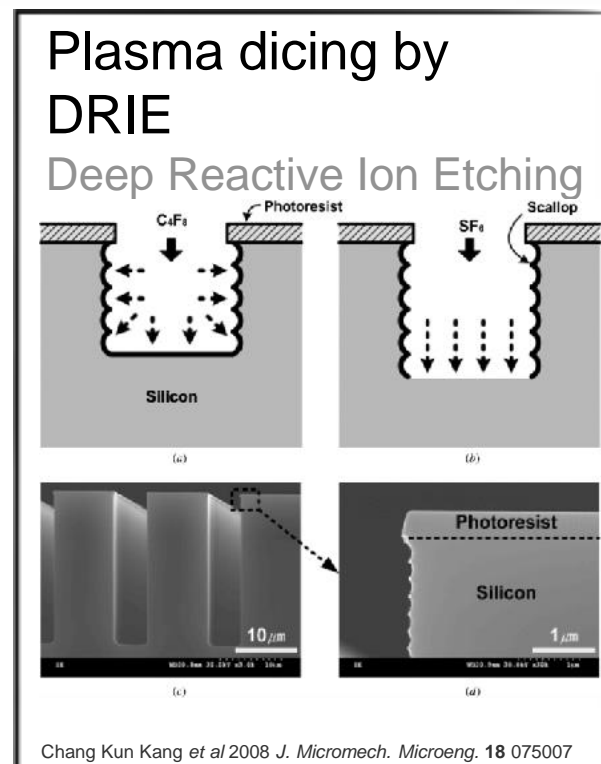 Plasma dicing by
DRIE
Deep Reactive Ion Etching
C₄F₈
Photoresist
SF₆
Scallop
Silicon
(a)
(b)
Photoresist
Silicon
10 μm
1 μm
(c)
(d)
Chang Kun Kang et al 2008 J. Micromech. Microeng. 18 075007